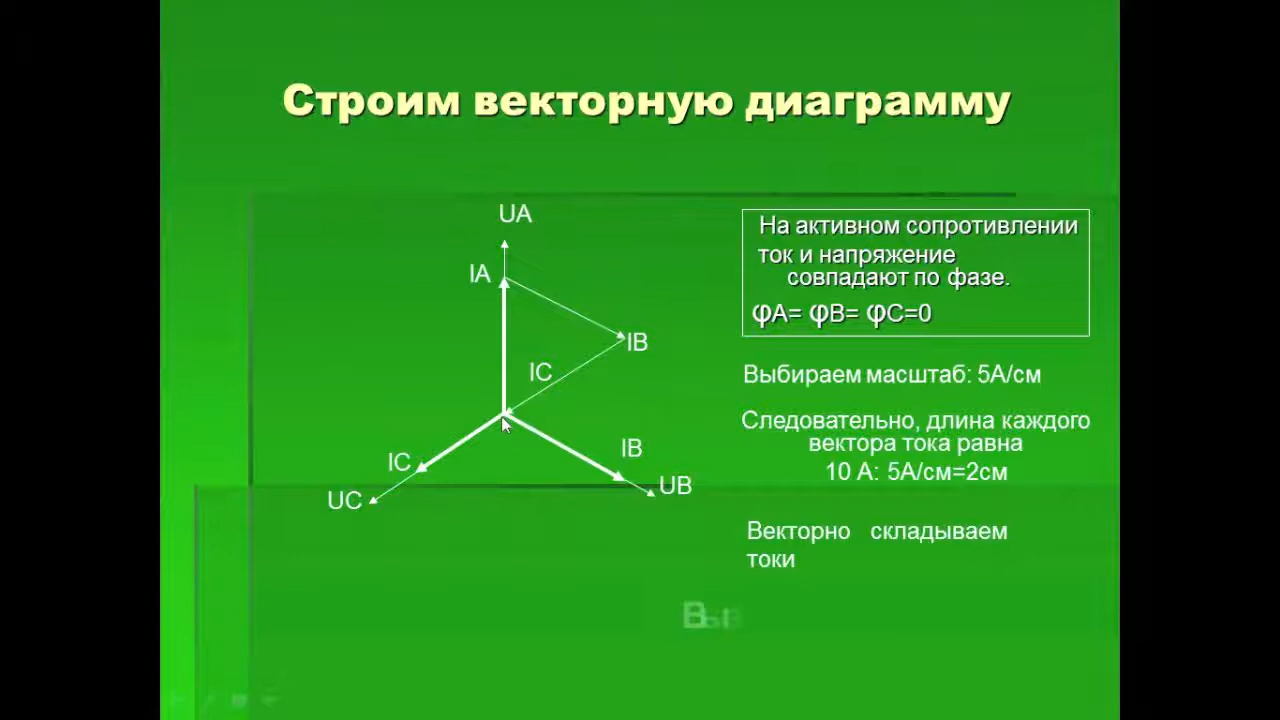 Строим векторную диаграмму
UA
IA
IB
IC
IC
IB
UC
UB
На активном сопротивлении
ток и напряжение
совпадают по фазе.
φA= φB= φC=0
Выбираем масштаб: 5А/см
Следовательно, длина каждого
вектора тока равна
10 А: 5А/см=2см
Векторно складываем
токи